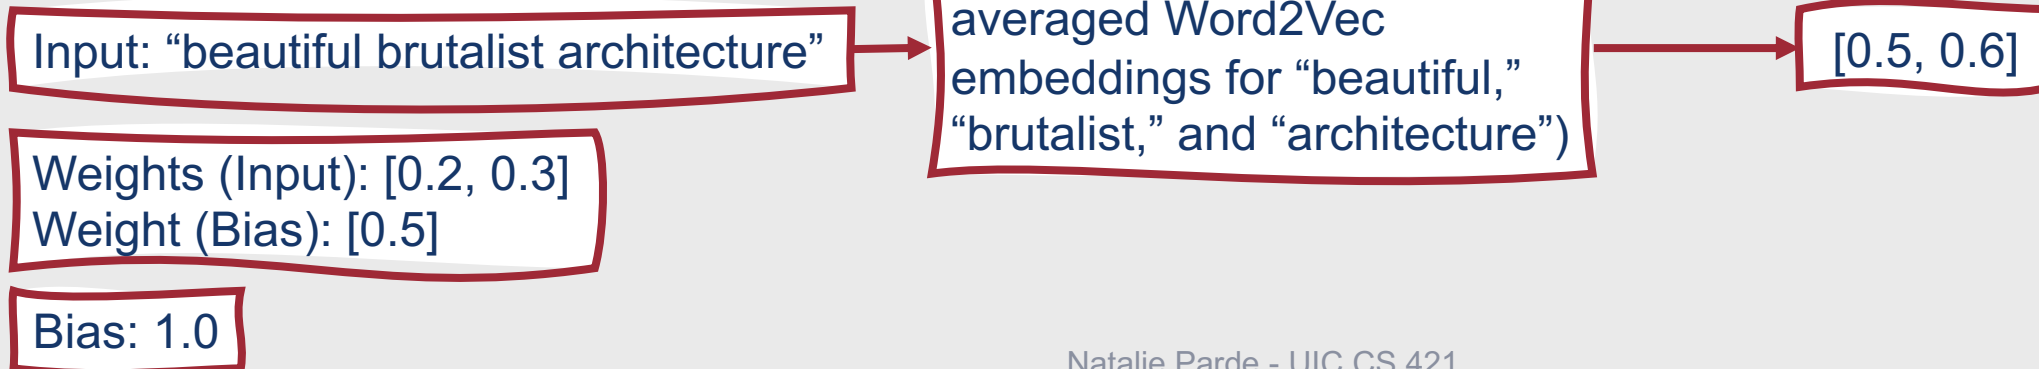 Input: “beautiful brutalist architecture”
averaged Word2Vec
embeddings for “beautiful,”
“brutalist,” and “architecture”)
[0.5, 0.6]
Weights (Input): [0.2, 0.3]
Weight (Bias): [0.5]
Bias: 1.0
Natalie Parde - UIC CS 421